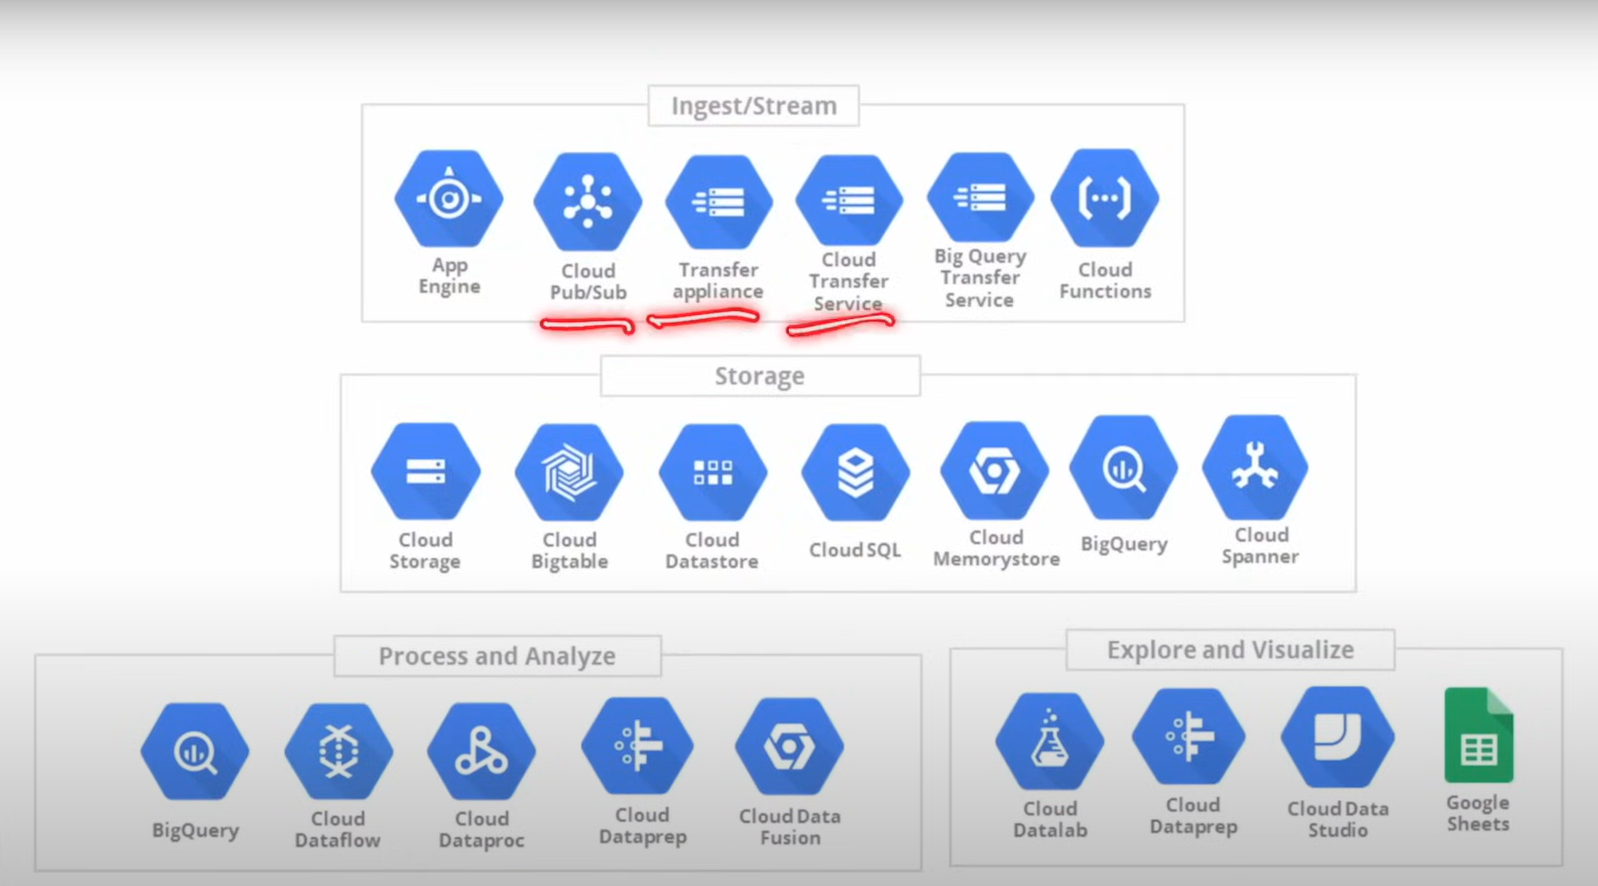 Ingest/Stream
App
Engine
Cloud
Pub/Sub
Transfer
appliance
Cloud
Transfer
Service
Big Query
Transfer
Service
Cloud
Functions
Storage
Cloud
Storage
Cloud
Bigtable
Cloud
Datastore
Cloud SQL
Cloud
Memorystore
BigQuery
Cloud
Spanner
Process and Analyze
BigQuery
Cloud
Dataflow
Cloud
Dataproc
Cloud
Dataprep
Cloud Data
Fusion
Explore and Visualize
Cloud
Datalab
Cloud
Dataprep
Cloud Data
Studio
Google
Sheets